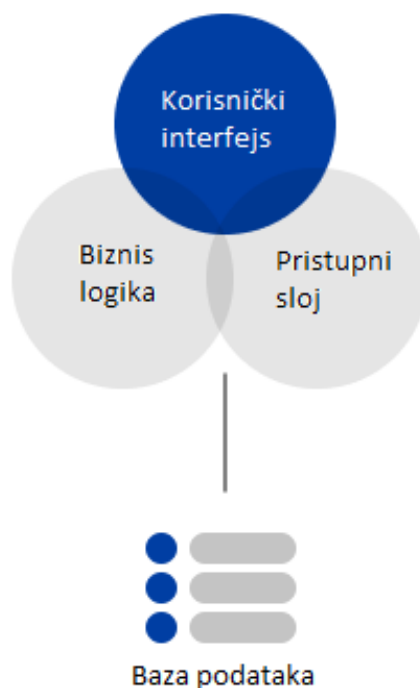 Korisnički
interfejs
Biznis
logika
Pristupni
sloj
Baza podataka